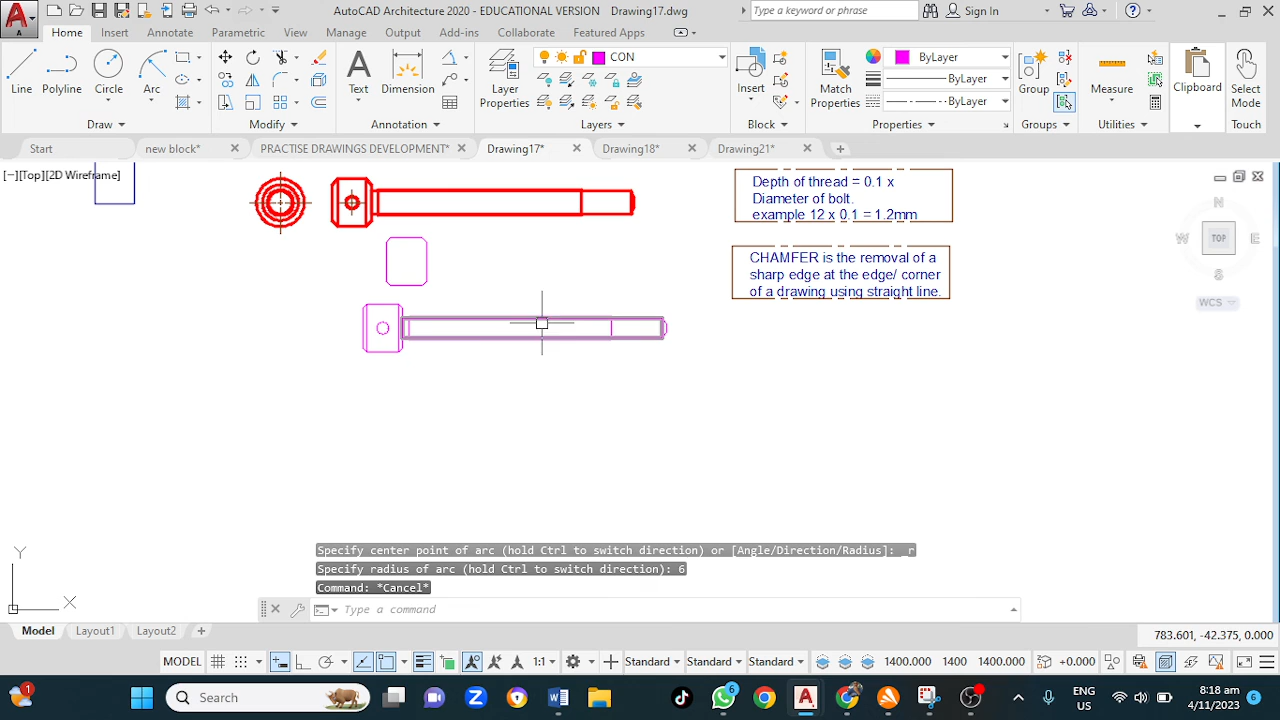 AutoCAD Architecture 2020 - EDUCATIONAL VERSION Drawing17.dwg
Type a keyword or phrase
Sign In
Home Insert Annotate Parametric View Manage Output Add-ins Collaborate Featured Apps
Line Polyline Circle Arc
Text Dimension
Layer Properties
CON
Insert
Match Properties
ByLayer
ByLayer
ByLayer
Group
Measure
Clipboard
Select Mode
Draw Modify Annotation Layers Block Properties Groups Utilities Touch
Start new block* PRACTISE DRAWINGS DEVELOPMENT* Drawing17* Drawing18* Drawing21*
[−][Top][2D Wireframe]
Depth of thread = 0.1 x
Diameter of bolt.
example 12 x 0.1 = 1.2mm
CHAMFER is the removal of a
sharp edge at the edge/ corner
of a drawing using straight line.
N
W TOP E
S
WCS
Specify center point of arc (hold Ctrl to switch direction) or [Angle/Direction/Radius]: _r
Specify radius of arc (hold Ctrl to switch direction): 6
Command: *Cancel*
Type a command
Y
X
Model Layout1 Layout2
783.601, -42.375, 0.000
MODEL
1:1
Standard Standard Standard
1400.000 1400
+0.000
1
Search
6
ENG
US
8:18 am
4/11/202
6